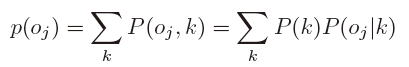 p(o_j) = \sum_k P(o_j, k) = \sum_k P(k)P(o_j|k)